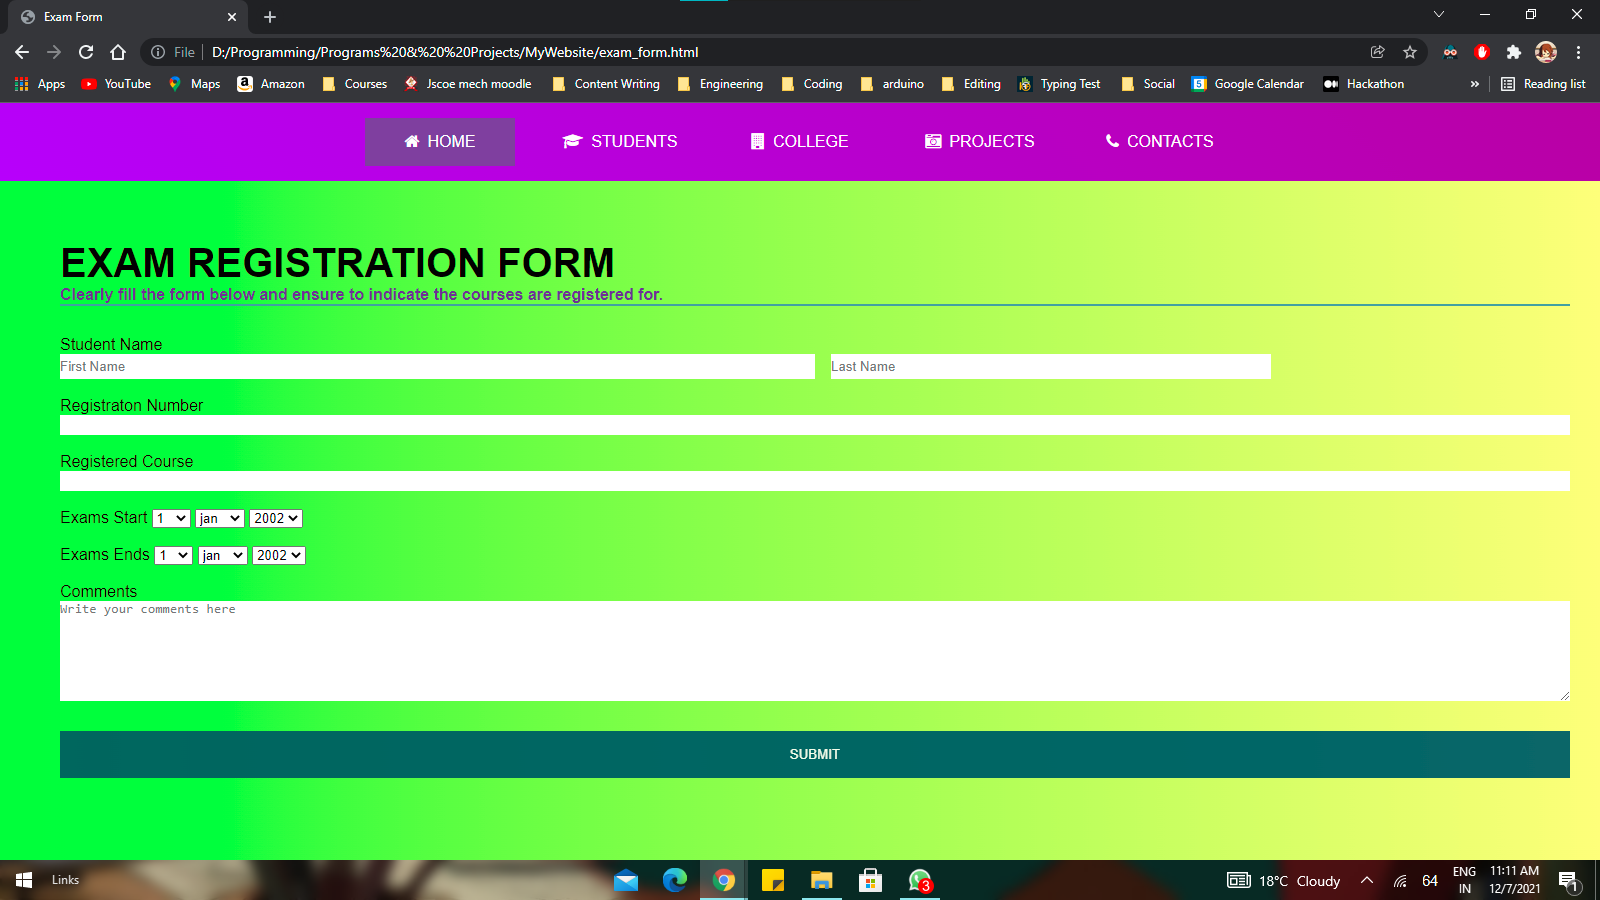 Exam Form
File D:/Programming/Programs%20&%20%20Projects/MyWebsite/exam_form.html
Apps YouTube Maps a Amazon Courses Jscoe mech moodle Content Writing Engineering Coding arduino Editing Typing Test Social 5 Google Calendar Hackathon » Reading list
HOME STUDENTS COLLEGE PROJECTS CONTACTS
EXAM REGISTRATION FORM
Clearly fill the form below and ensure to indicate the courses are registered for.
Student Name
First Name Last Name
Registraton Number
Registered Course
Exams Start 1 jan 2002
Exams Ends 1 jan 2002
Comments
Write your comments here
SUBMIT
Links 3 18°C Cloudy 64 ENG IN 11:11 AM 12/7/2021 1